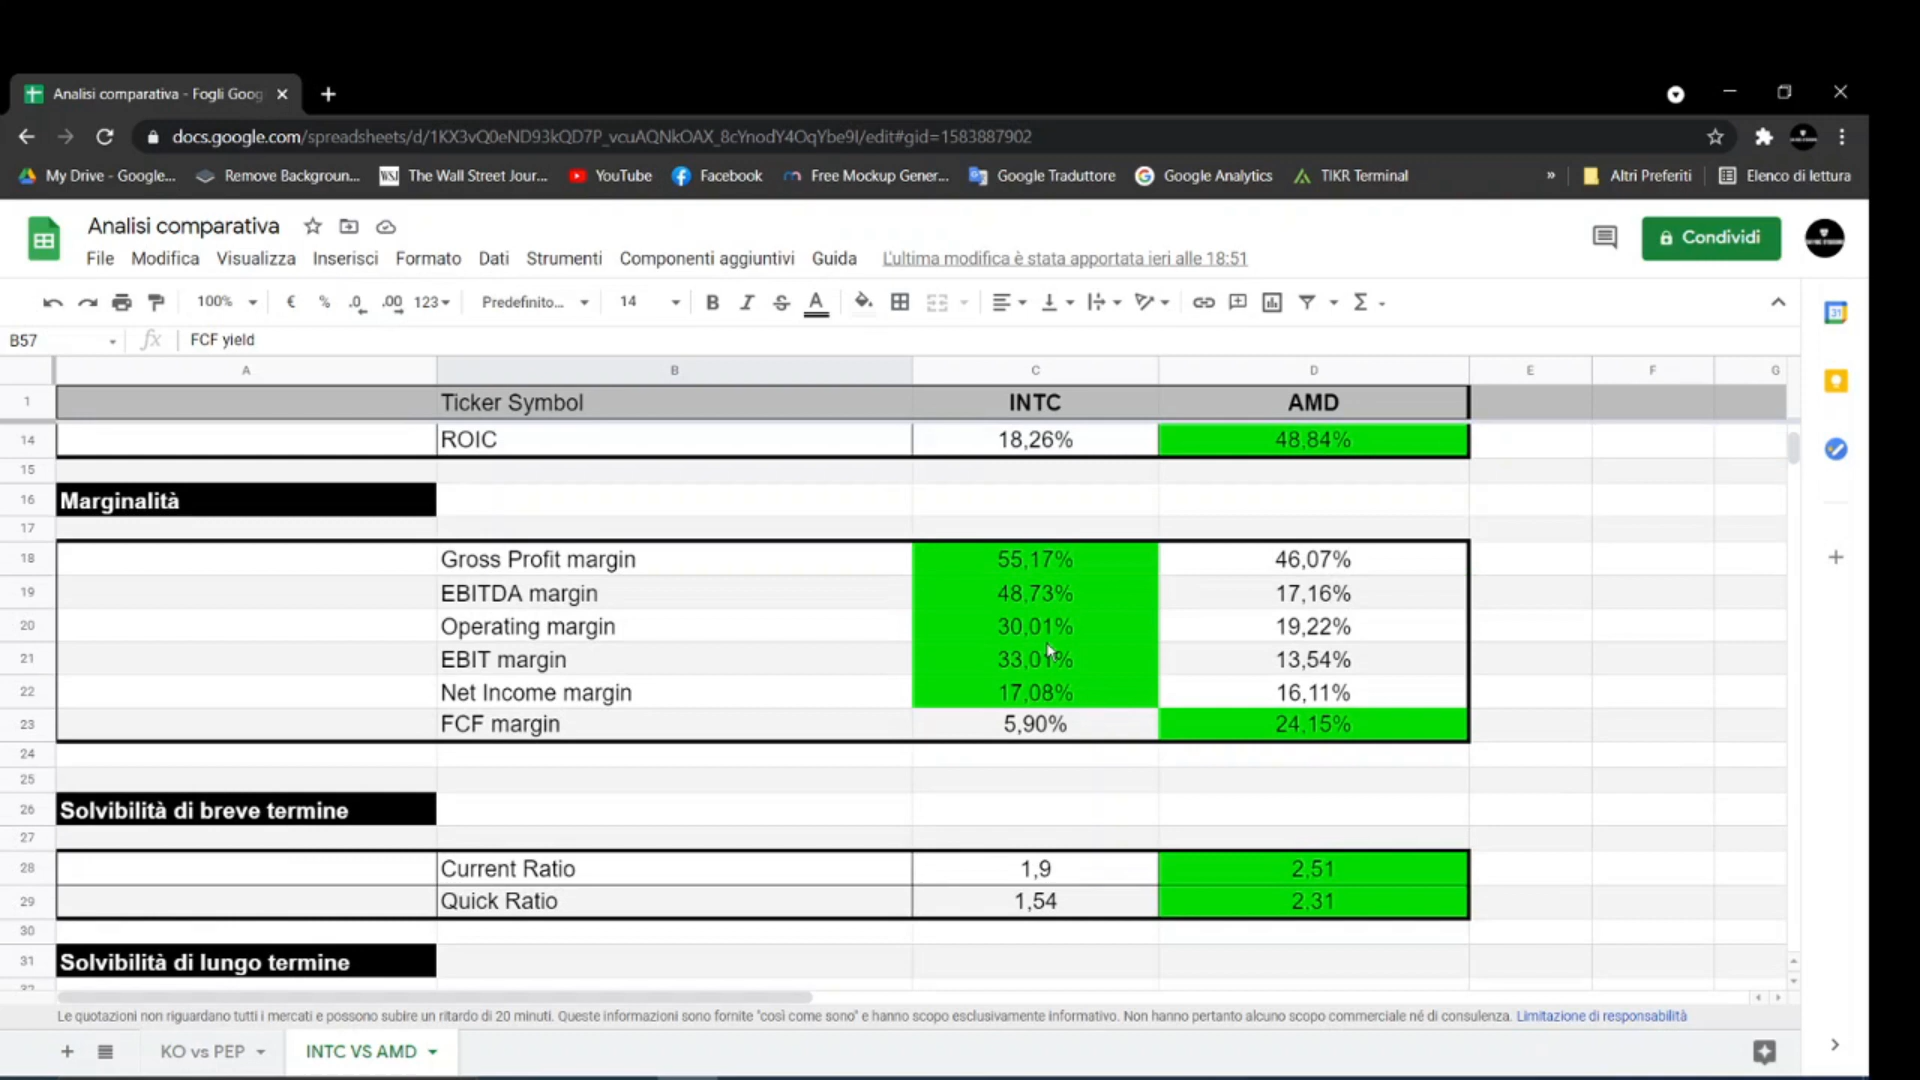 Analisi comparativa - Fogli Goog
docs.google.com/spreadsheets/d/1KX3vQ0eND93kQD7P_vcuAQNkOAX_8cYnodY4OqYbe9I/edit#gid=1583887902
My Drive - Google... Remove Backgroun... WSJ The Wall Street Jour... YouTube Facebook Free Mockup Gener... Google Traduttore Google Analytics TIKR Terminal » Altri Preferiti Elenco di lettura
Analisi comparativa
Condividi
File Modifica Visualizza Inserisci Formato Dati Strumenti Componenti aggiuntivi Guida L'ultima modifica è stata apportata ieri alle 18:51
100% € % .0 .00 123 Predefinito... 14 B I S A Σ
B57 fx FCF yield
A B C D E F G
1 Ticker Symbol INTC AMD
14 ROIC 18,26% 48,84%
15
16 Marginalità
17
18 Gross Profit margin 55,17% 46,07%
19 EBITDA margin 48,73% 17,16%
20 Operating margin 30,01% 19,22%
21 EBIT margin 33,01% 13,54%
22 Net Income margin 17,08% 16,11%
23 FCF margin 5,90% 24,15%
24
25
26 Solvibilità di breve termine
27
28 Current Ratio 1,9 2,51
29 Quick Ratio 1,54 2,31
30
31 Solvibilità di lungo termine
32
Le quotazioni non riguardano tutti i mercati e possono subire un ritardo di 20 minuti. Queste informazioni sono fornite "così come sono" e hanno scopo esclusivamente informativo. Non hanno pertanto alcuno scopo commerciale né di consulenza. Limitazione di responsabilità
KO vs PEP INTC VS AMD